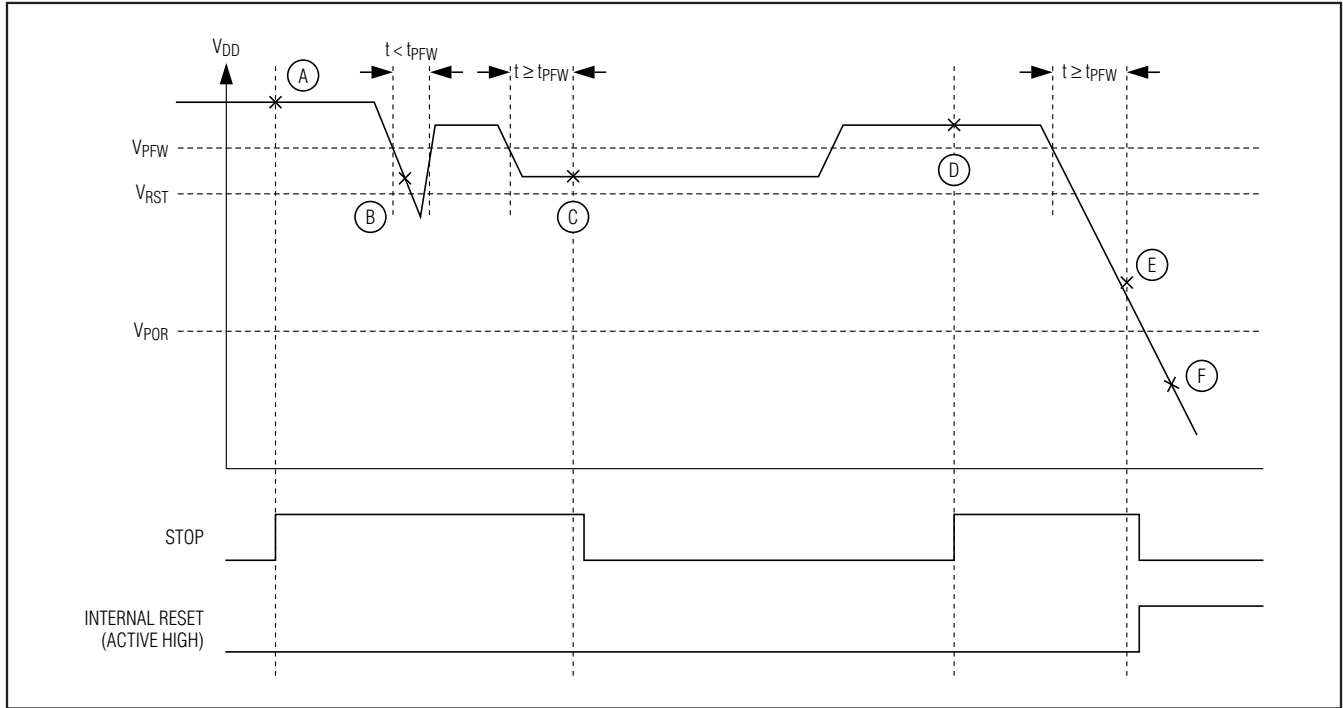 VDD
t < tPFW
t ≥ tPFW
t ≥ tPFW
A
VPFW
D
VRST
B
C
E
VPOR
F
STOP
INTERNAL RESET
(ACTIVE HIGH)